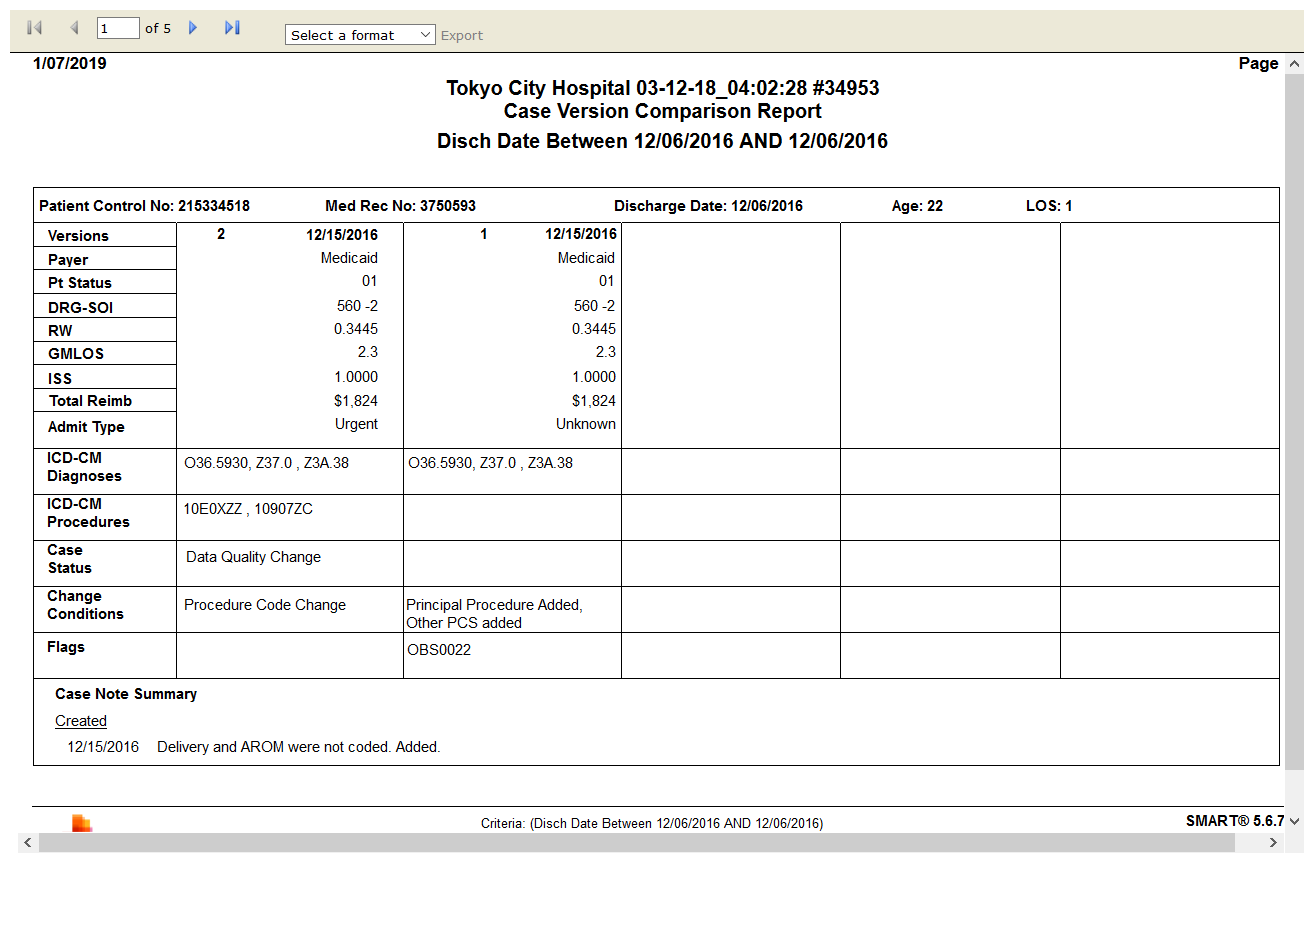 1 of 5 Select a format Export
1/07/2019 Page
Tokyo City Hospital 03-12-18_04:02:28 #34953
Case Version Comparison Report
Disch Date Between 12/06/2016 AND 12/06/2016
Patient Control No: 215334518 Med Rec No: 3750593 Discharge Date: 12/06/2016 Age: 22 LOS: 1
Versions 2 12/15/2016 1 12/15/2016
Payer Medicaid Medicaid
Pt Status 01 01
DRG-SOI 560 -2 560 -2
RW 0.3445 0.3445
GMLOS 2.3 2.3
ISS 1.0000 1.0000
Total Reimb $1,824 $1,824
Admit Type Urgent Unknown
ICD-CM
Diagnoses O36.5930, Z37.0 , Z3A.38 O36.5930, Z37.0 , Z3A.38
ICD-CM
Procedures 10E0XZZ , 10907ZC
Case
Status Data Quality Change
Change
Conditions Procedure Code Change Principal Procedure Added,
Other PCS added
Flags OBS0022
Case Note Summary
Created
12/15/2016 Delivery and AROM were not coded. Added.
Criteria: (Disch Date Between 12/06/2016 AND 12/06/2016) SMART® 5.6.7